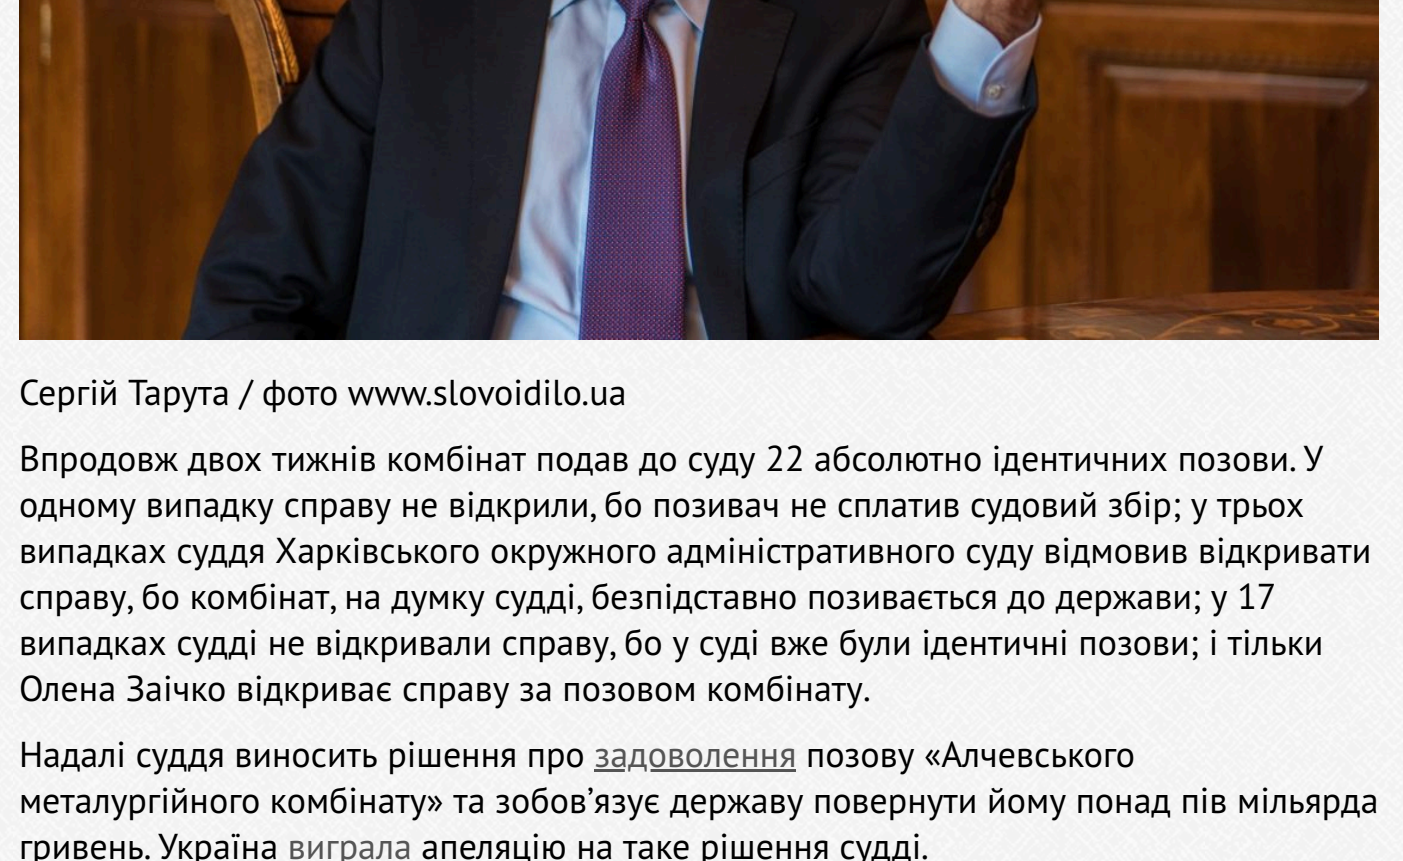 Сергій Тарута / фото www.slovoidilo.ua
Впродовж двох тижнів комбінат подав до суду 22 абсолютно ідентичних позови. У
одному випадку справу не відкрили, бо позивач не сплатив судовий збір; у трьох
випадках суддя Харківського окружного адміністративного суду відмовив відкривати
справу, бо комбінат, на думку судді, безпідставно позивається до держави; у 17
випадках судді не відкривали справу, бо у суді вже були ідентичні позови; і тільки
Олена Заічко відкриває справу за позовом комбінату.
Надалі суддя виносить рішення про задоволення позову «Алчевського
металургійного комбінату» та зобов’язує державу повернути йому понад пів мільярда
гривень. Україна виграла апеляцію на таке рішення судді.